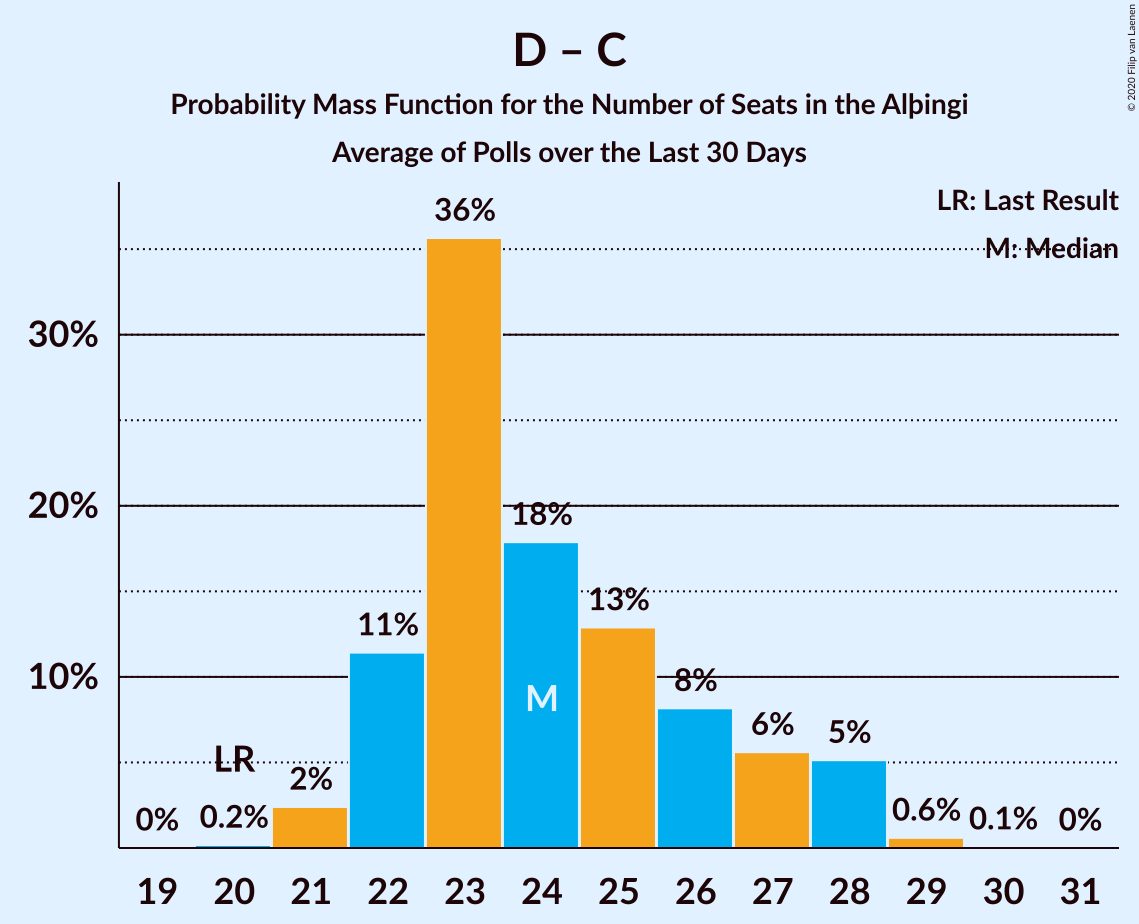 D – C
Probability Mass Function for the Number of Seats in the Alþingi
Average of Polls over the Last 30 Days
© 2020 Filip van Laenen
LR: Last Result
M: Median
30%
20%
10%
0%
LR
0.2%
2%
11%
36%
18%
M
13%
8%
6%
5%
0.6%
0.1%
0%
19 20 21 22 23 24 25 26 27 28 29 30 31